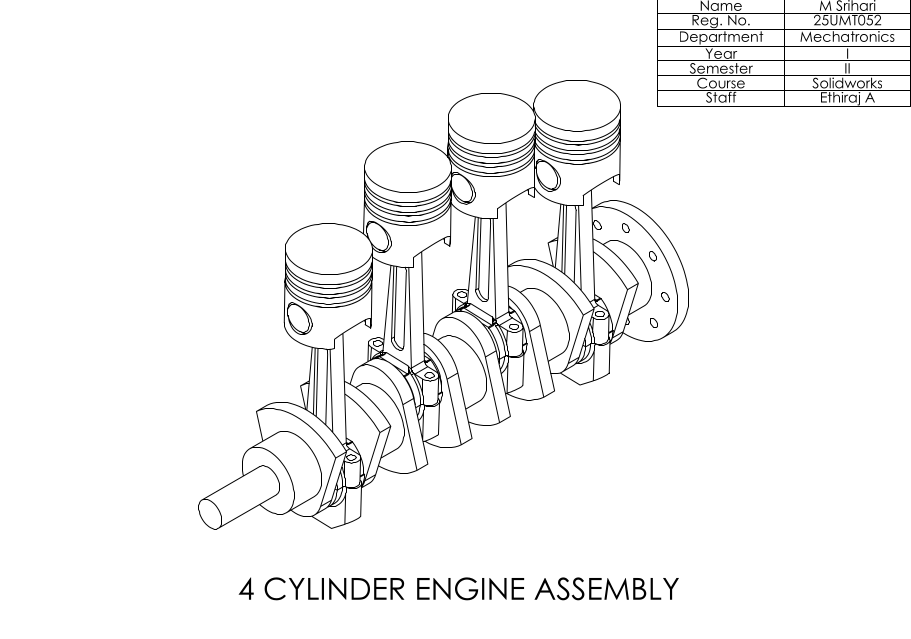 Name M Srihari
Reg. No. 25UMT052
Department Mechatronics
Year I
Semester II
Course Solidworks
Staff Ethiraj A
4 CYLINDER ENGINE ASSEMBLY